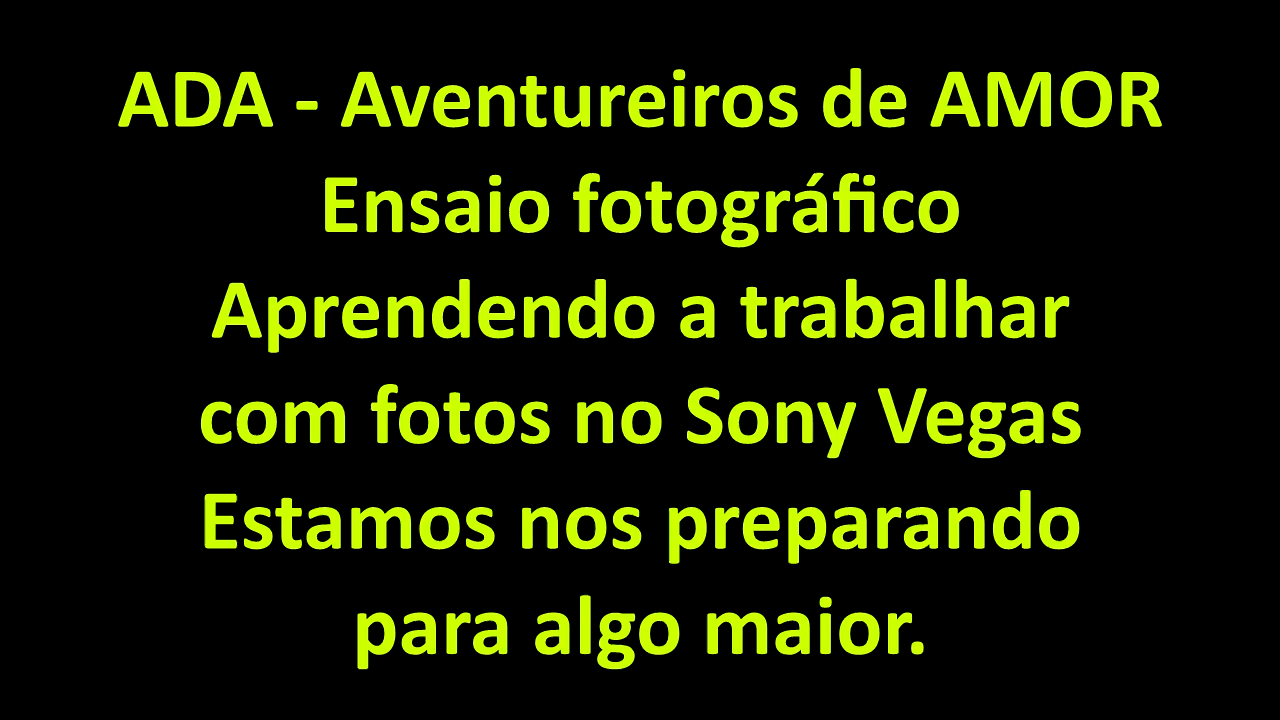 ADA - Aventureiros de AMOR
Ensaio fotográfico
Aprendendo a trabalhar
com fotos no Sony Vegas
Estamos nos preparando
para algo maior.